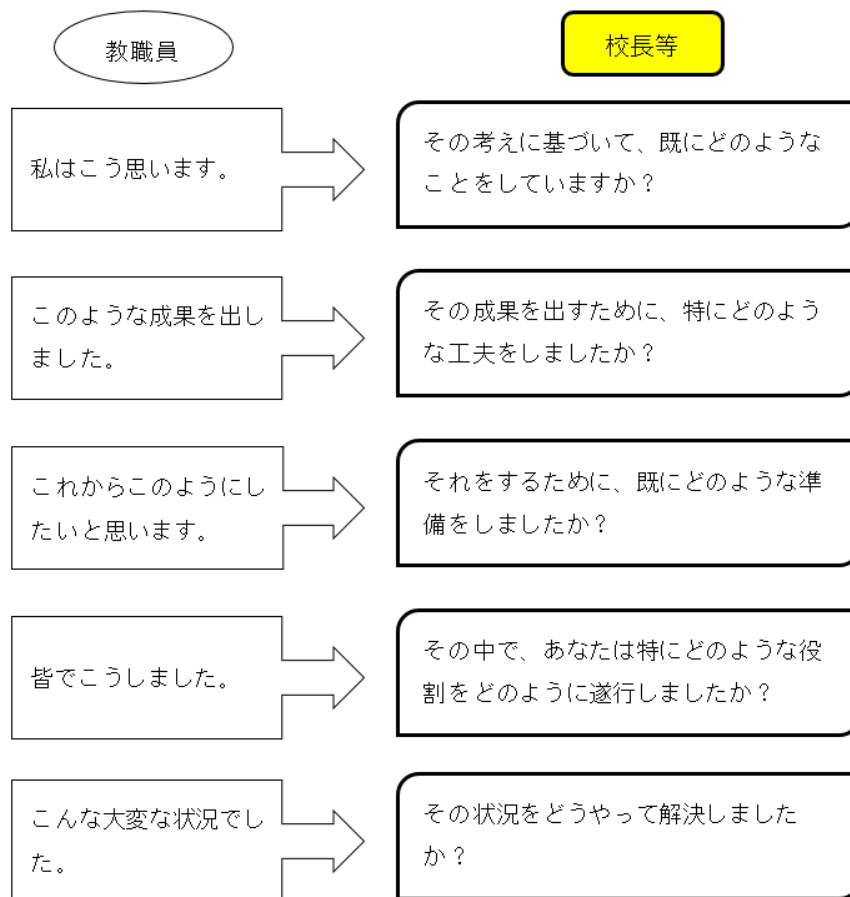 教職員
校長等
私はこう思います。
その考えに基づいて、既にどのような
ことをしていますか？
このような成果を出し
ました。
その成果を出すために、特にどのよう
な工夫をしましたか？
これからこのようにし
たいと思います。
それをするために、既にどのような準
備をしましたか？
皆でこうしました。
その中で、あなたは特にどのような役
割をどのように遂行しましたか？
こんな大変な状況でし
た。
その状況をどうやって解決しました
か？